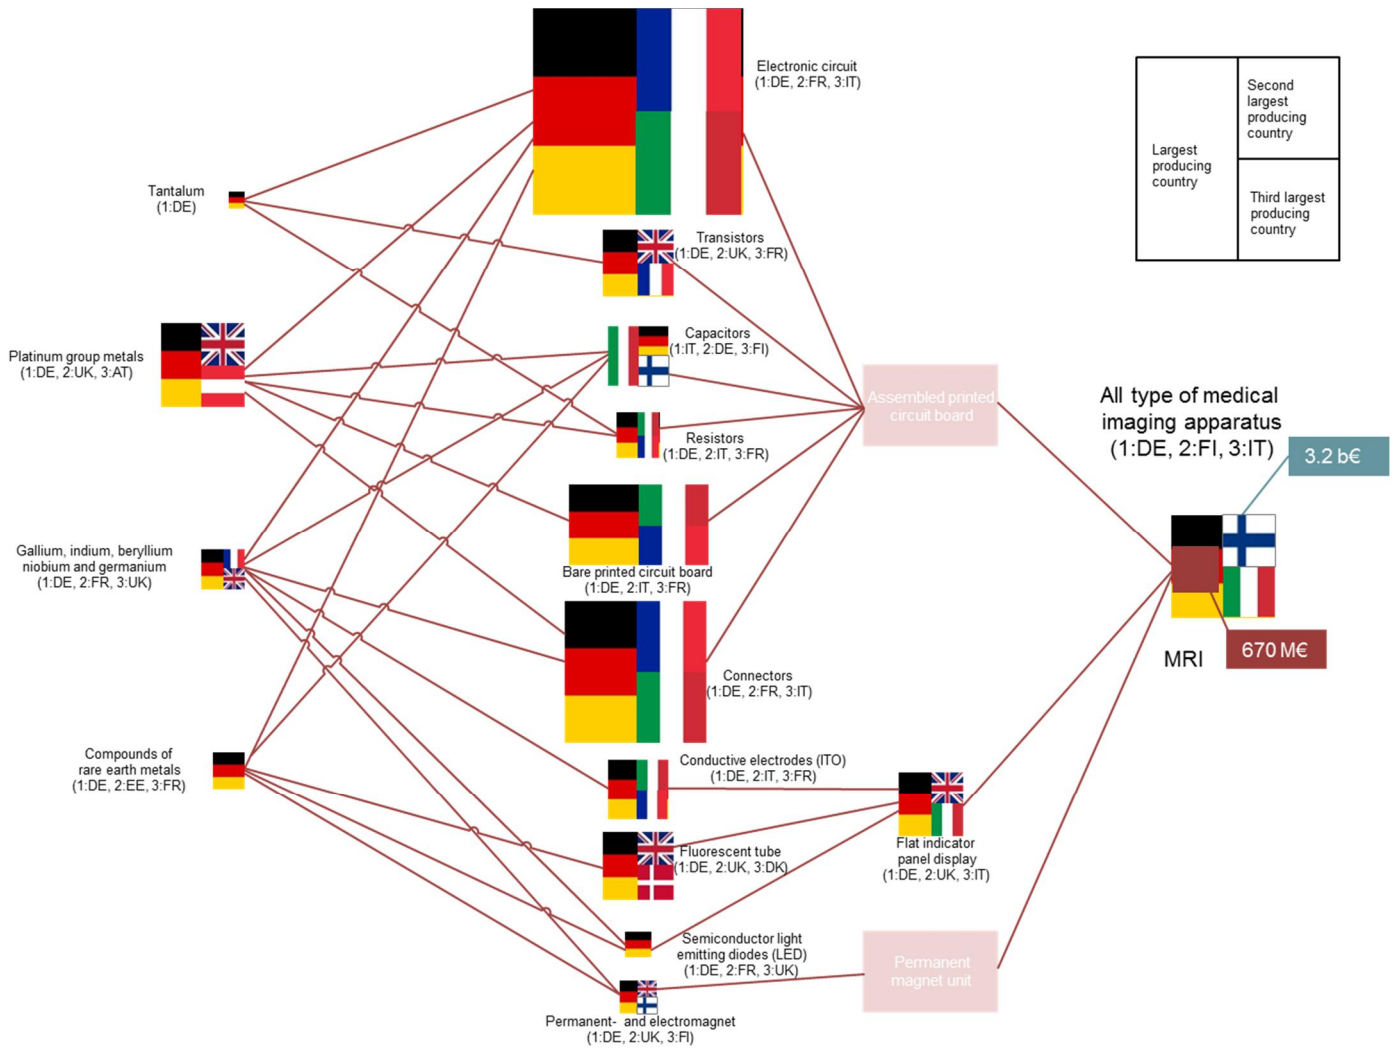 Electronic circuit
(1:DE, 2:FR, 3:IT)
Largest
producing
country
Second
largest
producing
country
Third largest
producing
country
Tantalum
(1:DE)
Transistors
(1:DE, 2:UK, 3:FR)
Platinum group metals
(1:DE, 2:UK, 3:AT)
Capacitors
(1:IT, 2:DE, 3:FI)
Assembled printed
circuit board
All type of medical
imaging apparatus
(1:DE, 2:FI, 3:IT)
3.2 b€
Resistors
(1:DE, 2:IT, 3:FR)
Gallium, indium, beryllium
niobium and germanium
(1:DE, 2:FR, 3:UK)
Bare printed circuit board
(1:DE, 2:IT, 3:FR)
MRI
670 M€
Connectors
(1:DE, 2:FR, 3:IT)
Compounds of
rare earth metals
(1:DE, 2:EE, 3:FR)
Conductive electrodes (ITO)
(1:DE, 2:IT, 3:FR)
Fluorescent tube
(1:DE, 2:UK, 3:DK)
Flat indicator
panel display
(1:DE, 2:UK, 3:IT)
Semiconductor light
emitting diodes (LED)
(1:DE, 2:FR, 3:UK)
Permanent
magnet unit
Permanent- and electromagnet
(1:DE, 2:UK, 3:FI)